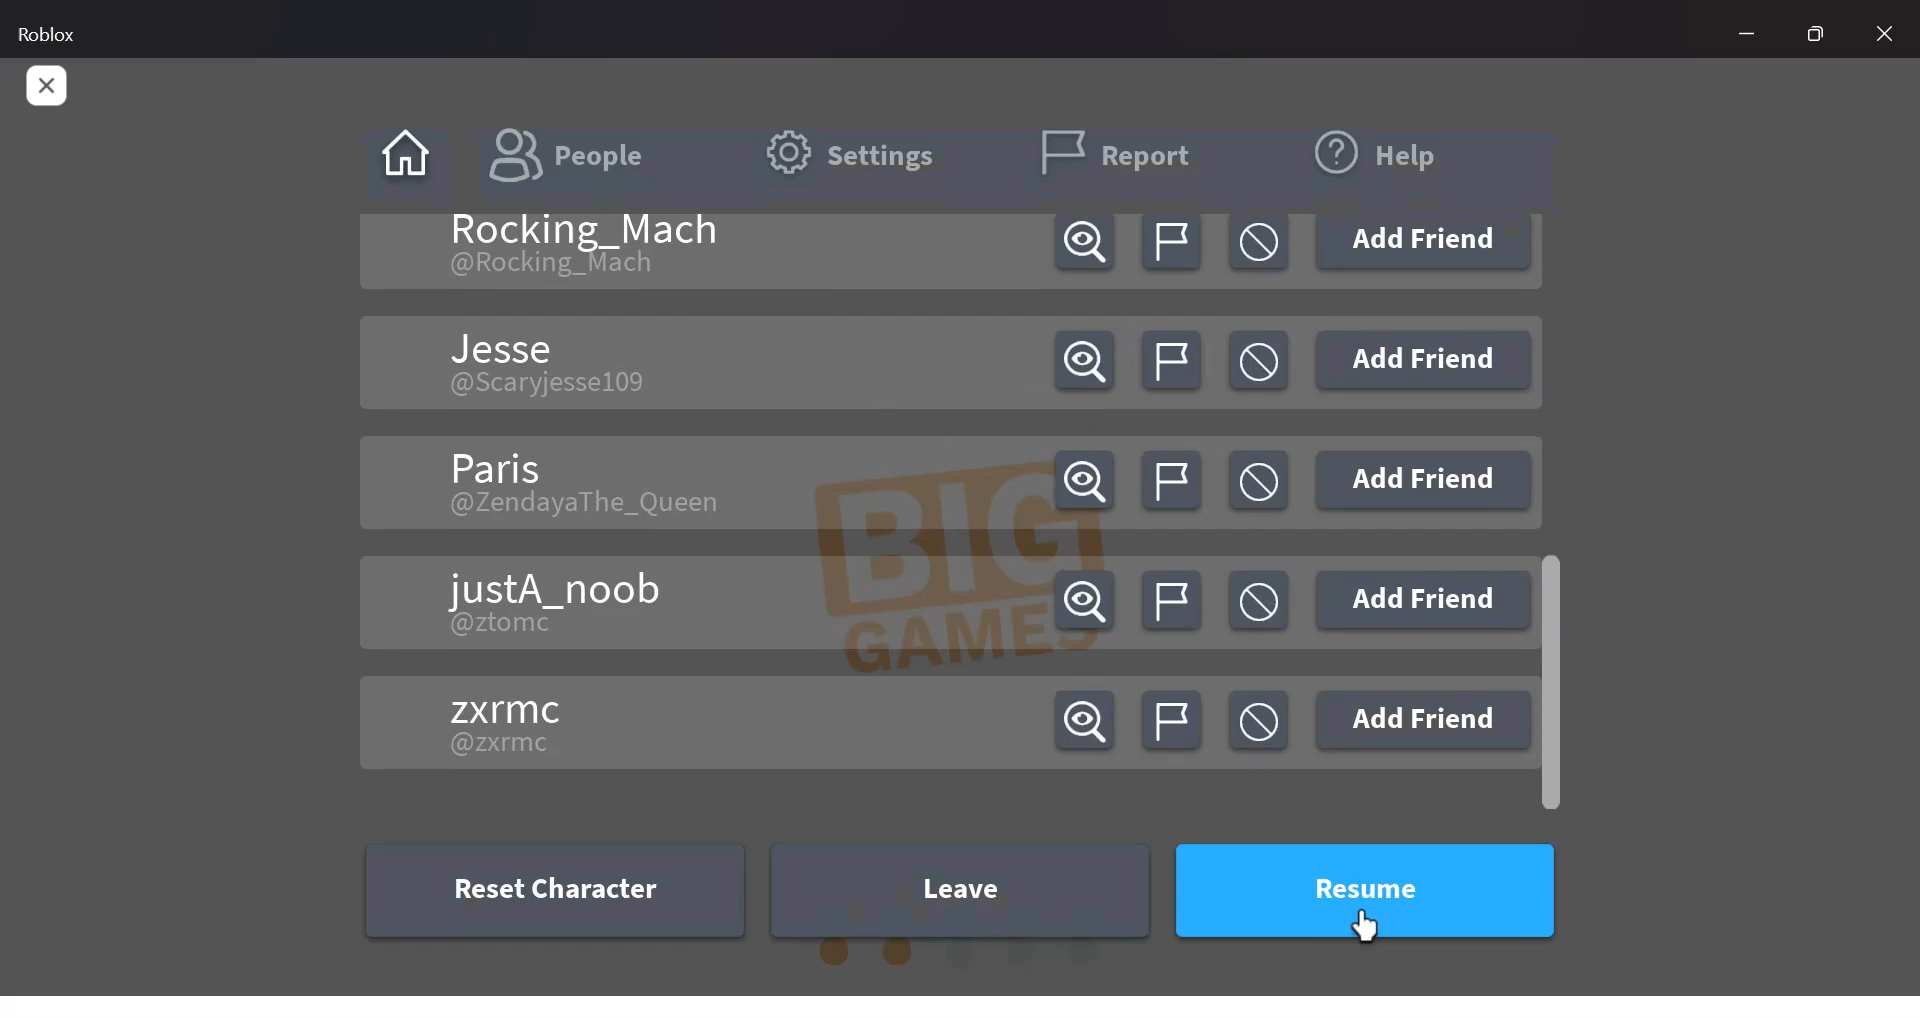 Roblox
People
Settings
Report
Help
Rocking_Mach
@Rocking_Mach
Add Friend
Jesse
@Scaryjesse109
Add Friend
Paris
@ZendayaThe_Queen
Add Friend
BIG
GAMES
justA_noob
@ztomc
Add Friend
zxrmc
@zxrmc
Add Friend
Reset Character
Leave
Resume